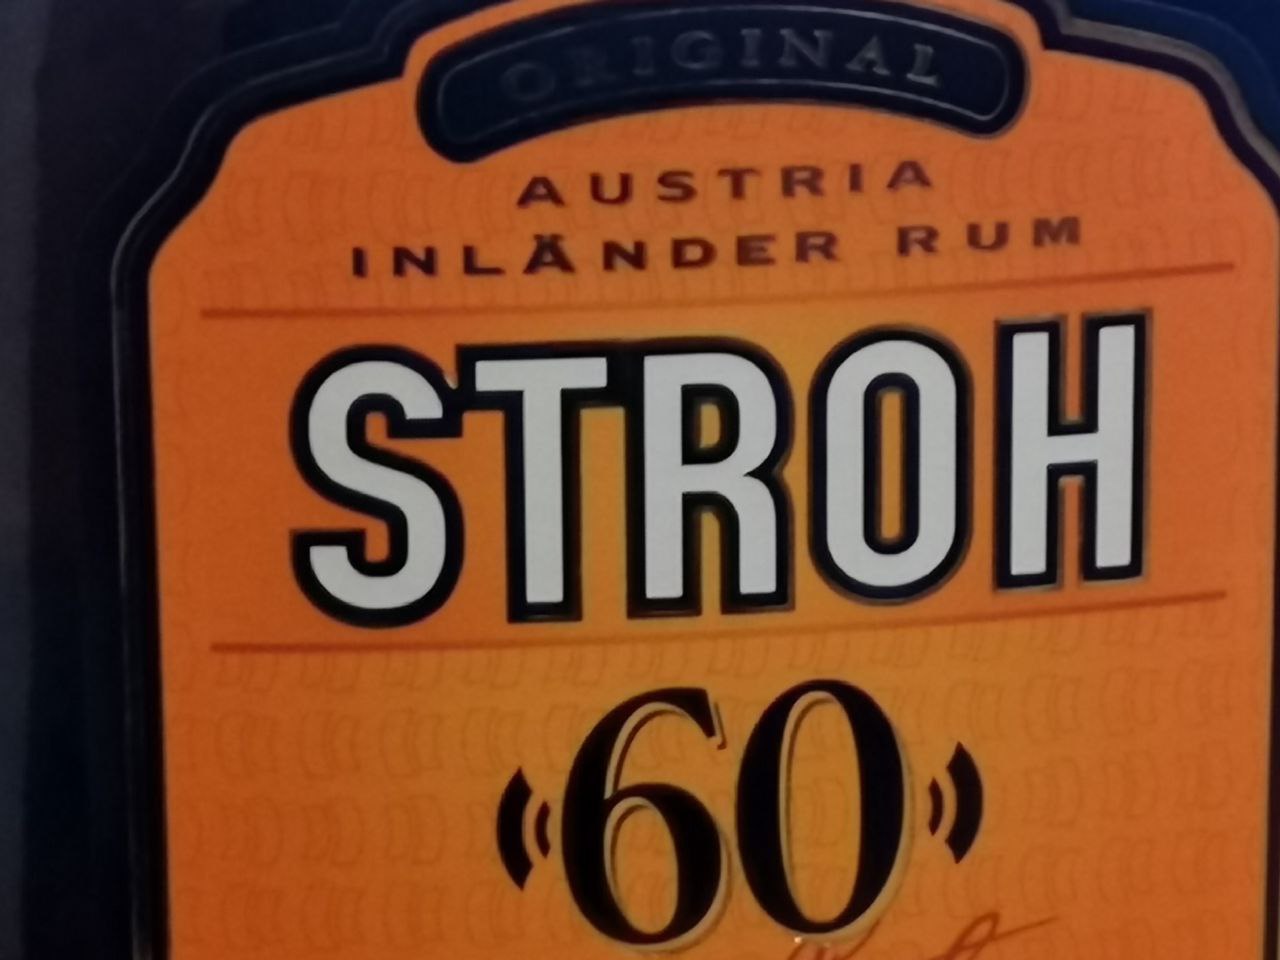 ORIGINAL
AUSTRIA
INLÄNDER RUM
STROH
60